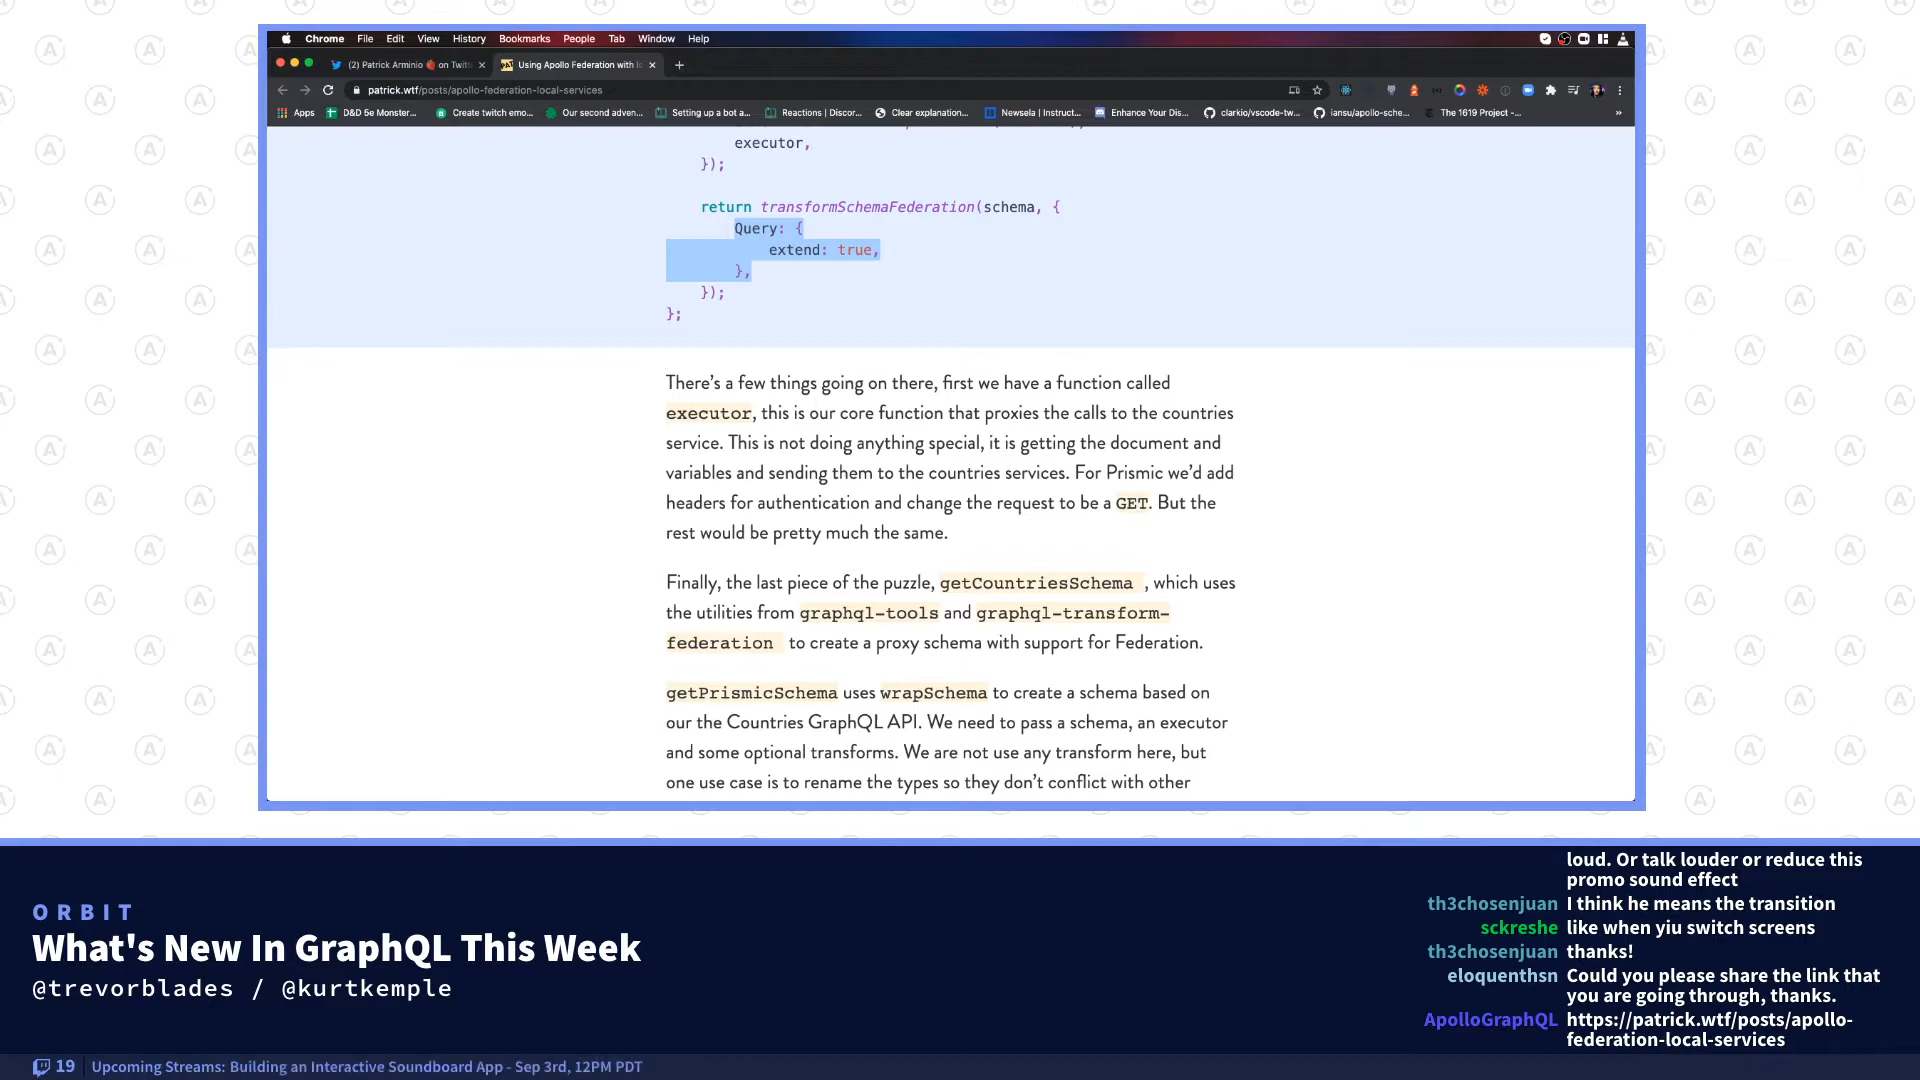 Chrome File Edit View History Bookmarks People Tab Window Help
(2) Patrick Arminio on Twitt
Using Apollo Federation with lo
patrick.wtf/posts/apollo-federation-local-services
Apps D&D 5e Monster... Create twitch emo... Our second adven... Setting up a bot a... Reactions | Discor... Clear explanation... Newsela | Instruct... Enhance Your Dis... clarkio/vscode-tw... iansu/apollo-sche... The 1619 Project -... »
executor,
});
return transformSchemaFederation(schema, {
Query: {
extend: true,
},
});
};
There's a few things going on there, first we have a function called
executor, this is our core function that proxies the calls to the countries
service. This is not doing anything special, it is getting the document and
variables and sending them to the countries services. For Prismic we'd add
headers for authentication and change the request to be a GET. But the
rest would be pretty much the same.
Finally, the last piece of the puzzle, getCountriesSchema , which uses
the utilities from graphql-tools and graphql-transform-
federation to create a proxy schema with support for Federation.
getPrismicSchema uses wrapSchema to create a schema based on
our the Countries GraphQL API. We need to pass a schema, an executor
and some optional transforms. We are not use any transform here, but
one use case is to rename the types so they don't conflict with other
ORBIT
What's New In GraphQL This Week
@trevorblades / @kurtkemple
loud. Or talk louder or reduce this
promo sound effect
th3chosenjuan I think he means the transition
sckreshe like when yiu switch screens
th3chosenjuan thanks!
eloquenthsn Could you please share the link that
you are going through, thanks.
ApolloGraphQL https://patrick.wtf/posts/apollo-
federation-local-services
19 Upcoming Streams: Building an Interactive Soundboard App - Sep 3rd, 12PM PDT